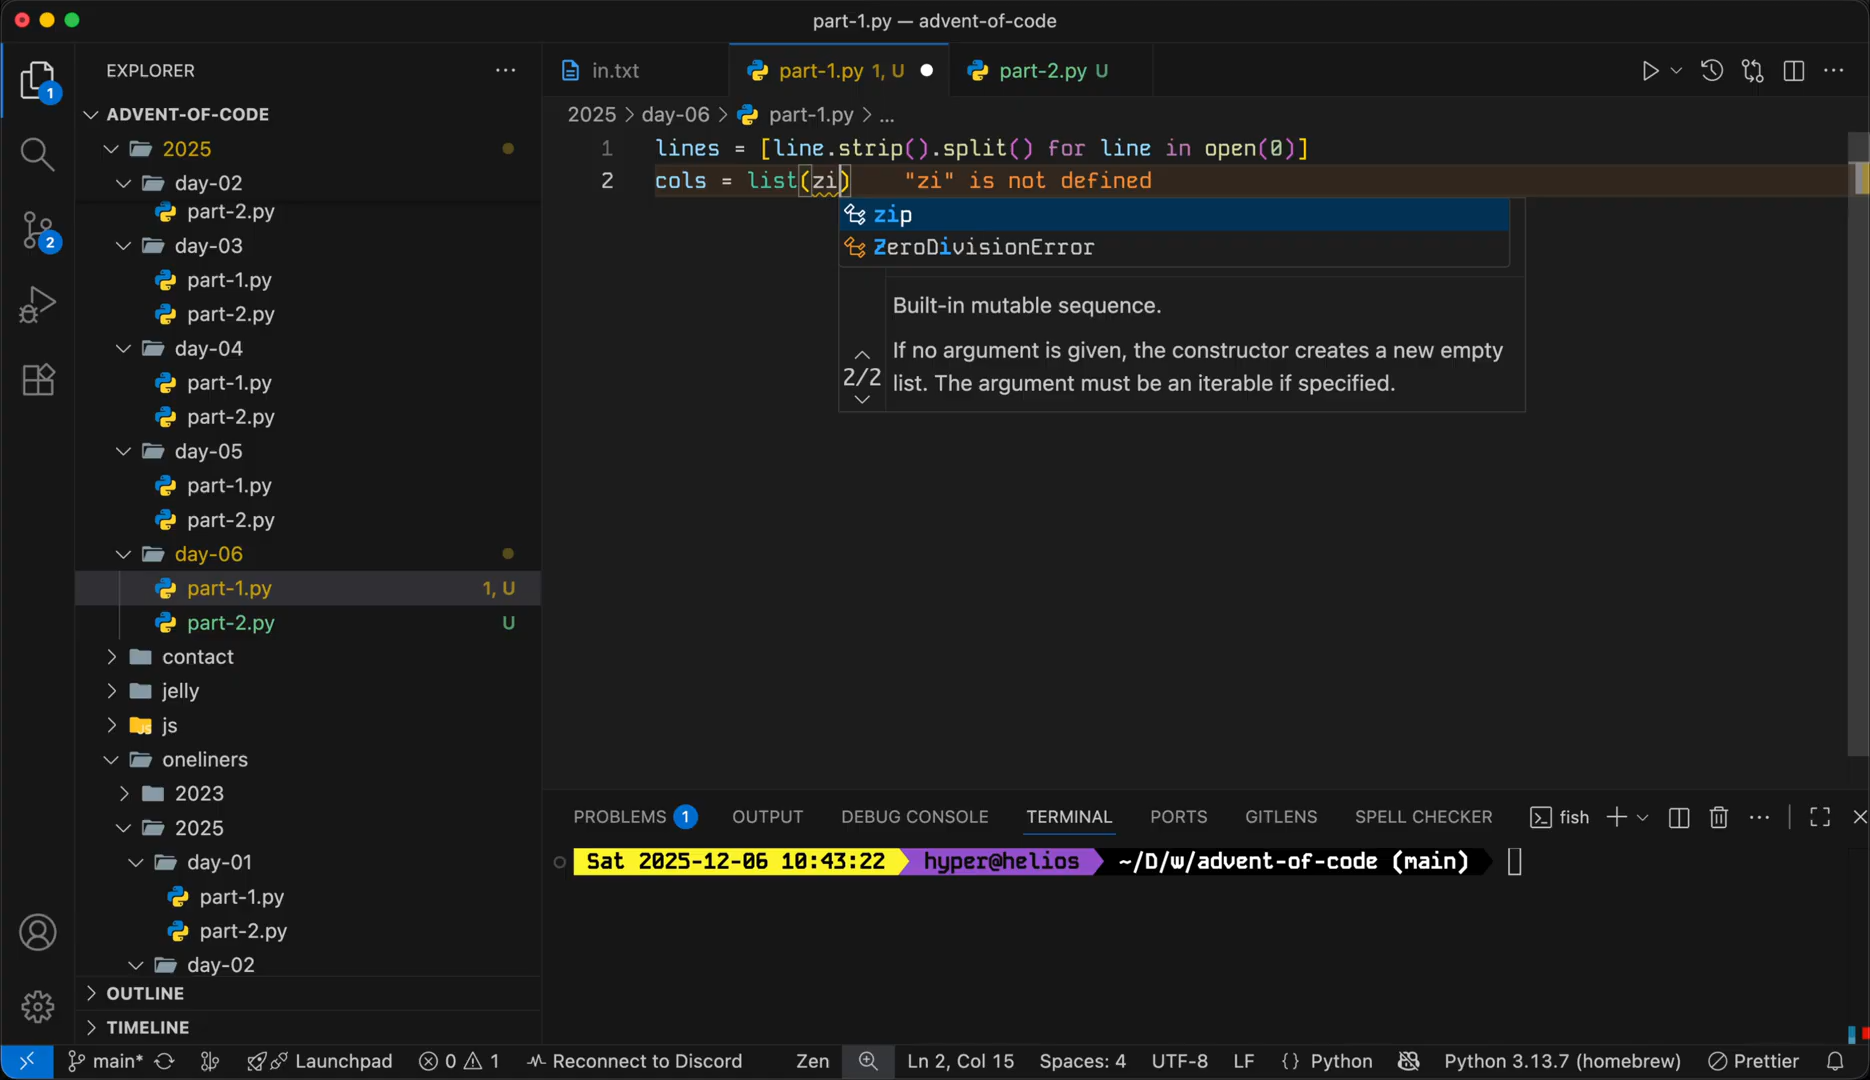 part-1.py — advent-of-code
EXPLORER
in.txt
part-1.py 1, U
part-2.py U
1
2
ADVENT-OF-CODE
2025
day-02
part-2.py
day-03
part-1.py
part-2.py
day-04
part-1.py
part-2.py
day-05
part-1.py
part-2.py
day-06
part-1.py 1, U
part-2.py U
contact
jelly
js
oneliners
2023
2025
day-01
part-1.py
part-2.py
day-02
OUTLINE
TIMELINE
2025 > day-06 > part-1.py > ...
1 lines = [line.strip().split() for line in open(0)]
2 cols = list(zi) "zi" is not defined
zip
ZeroDivisionError
Built-in mutable sequence.
If no argument is given, the constructor creates a new empty
2/2 list. The argument must be an iterable if specified.
PROBLEMS 1 OUTPUT DEBUG CONSOLE TERMINAL PORTS GITLENS SPELL CHECKER fish
Sat 2025-12-06 10:43:22 hyper@helios ~/D/w/advent-of-code (main)
main* Launchpad 0 1 Reconnect to Discord Zen Ln 2, Col 15 Spaces: 4 UTF-8 LF {} Python Python 3.13.7 (homebrew) Prettier